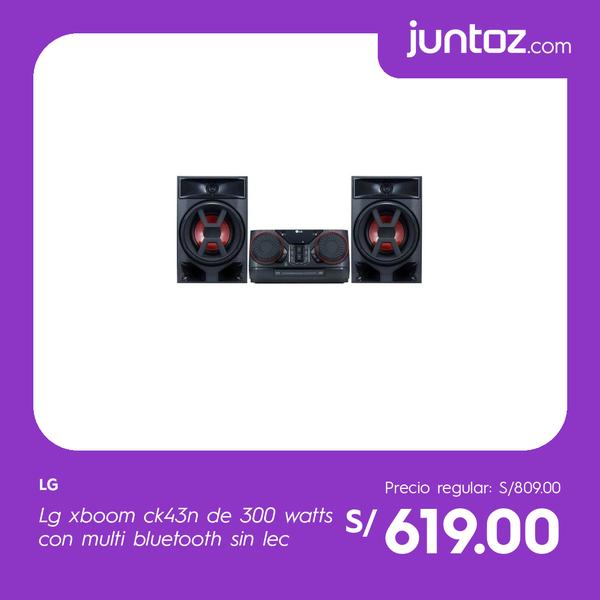 juntoz.com
LG
Lg xboom ck43n de 300 watts
con multi bluetooth sin lec
Precio regular: S/809.00
S/ 619.00